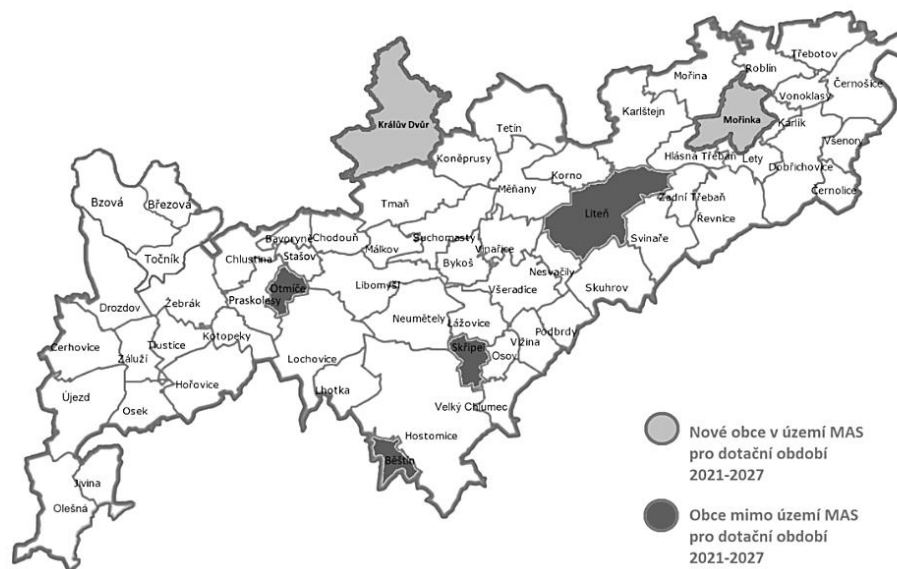 Třebotov
Roblín
Mořina
Černošice
Vonoklasy
Karlštejn
Mořinka
Karlík
Králův Dvůr
Tetín
Všenory
Hlásná Třebaň
Lety
Koněprusy
Dobřichovice
Korno
Měňany
Černolice
Zadní Třebaň
Bzová
Březová
Tmaň
Liteň
Řevnice
Svinaře
Bavoryně
Chodouň
Suchomasty
Vinařice
Točník
Stašov
Málkov
Chlustina
Bykoš
Nesvačily
Otmíče
Libomyšl
Všeradice
Skuhrov
Praskolesy
Žebrák
Drozdov
Neumětely
Lážovice
Podbrdy
Kotopeky
Tlustice
Vižina
Cerhovice
Skřipel
Záluží
Osov
Lochovice
Hořovice
Lhotka
Újezd
Osek
Velký Chlumec
Hostomice
Běštín
Jivina
Olešná
Nové obce v území MAS
pro dotační období
2021-2027
Obce mimo území MAS
pro dotační období
2021-2027